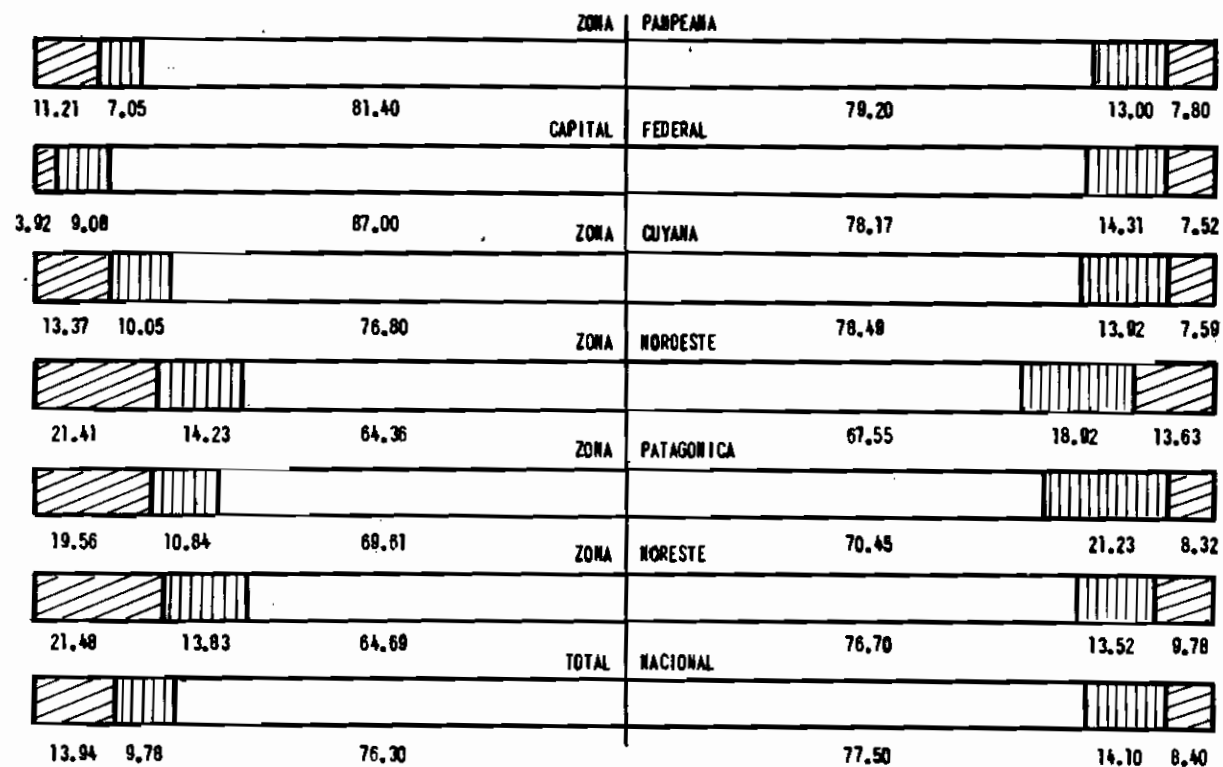 ZONA PAMPEANA
11.21 7.05 81.40 79.20 13.00 7.80
CAPITAL FEDERAL
3.92 9.08 87.00 78.17 14.31 7.52
ZONA CUYANA
13.37 10.05 76.80 78.49 13.92 7.59
ZONA NOROESTE
21.41 14.23 64.36 67.55 18.82 13.63
ZONA PATAGONICA
19.56 10.84 69.61 70.45 21.23 8.32
ZONA NORESTE
21.48 13.83 64.69 76.70 13.52 9.78
TOTAL NACIONAL
13.94 9.78 76.30 77.50 14.10 8.40